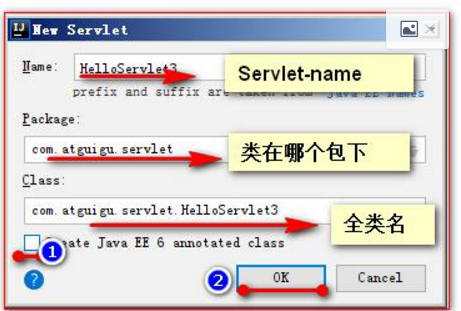 New Servlet
Name: HelloServlet3 Servlet-name
prefix and suffix are taken from Java EE Names
Package:
com.atguigu.servlet 类在哪个包下
Class:
com.atguigu.servlet.HelloServlet3 全类名
Create Java EE 6 annotated class
1
? 2 OK Cancel